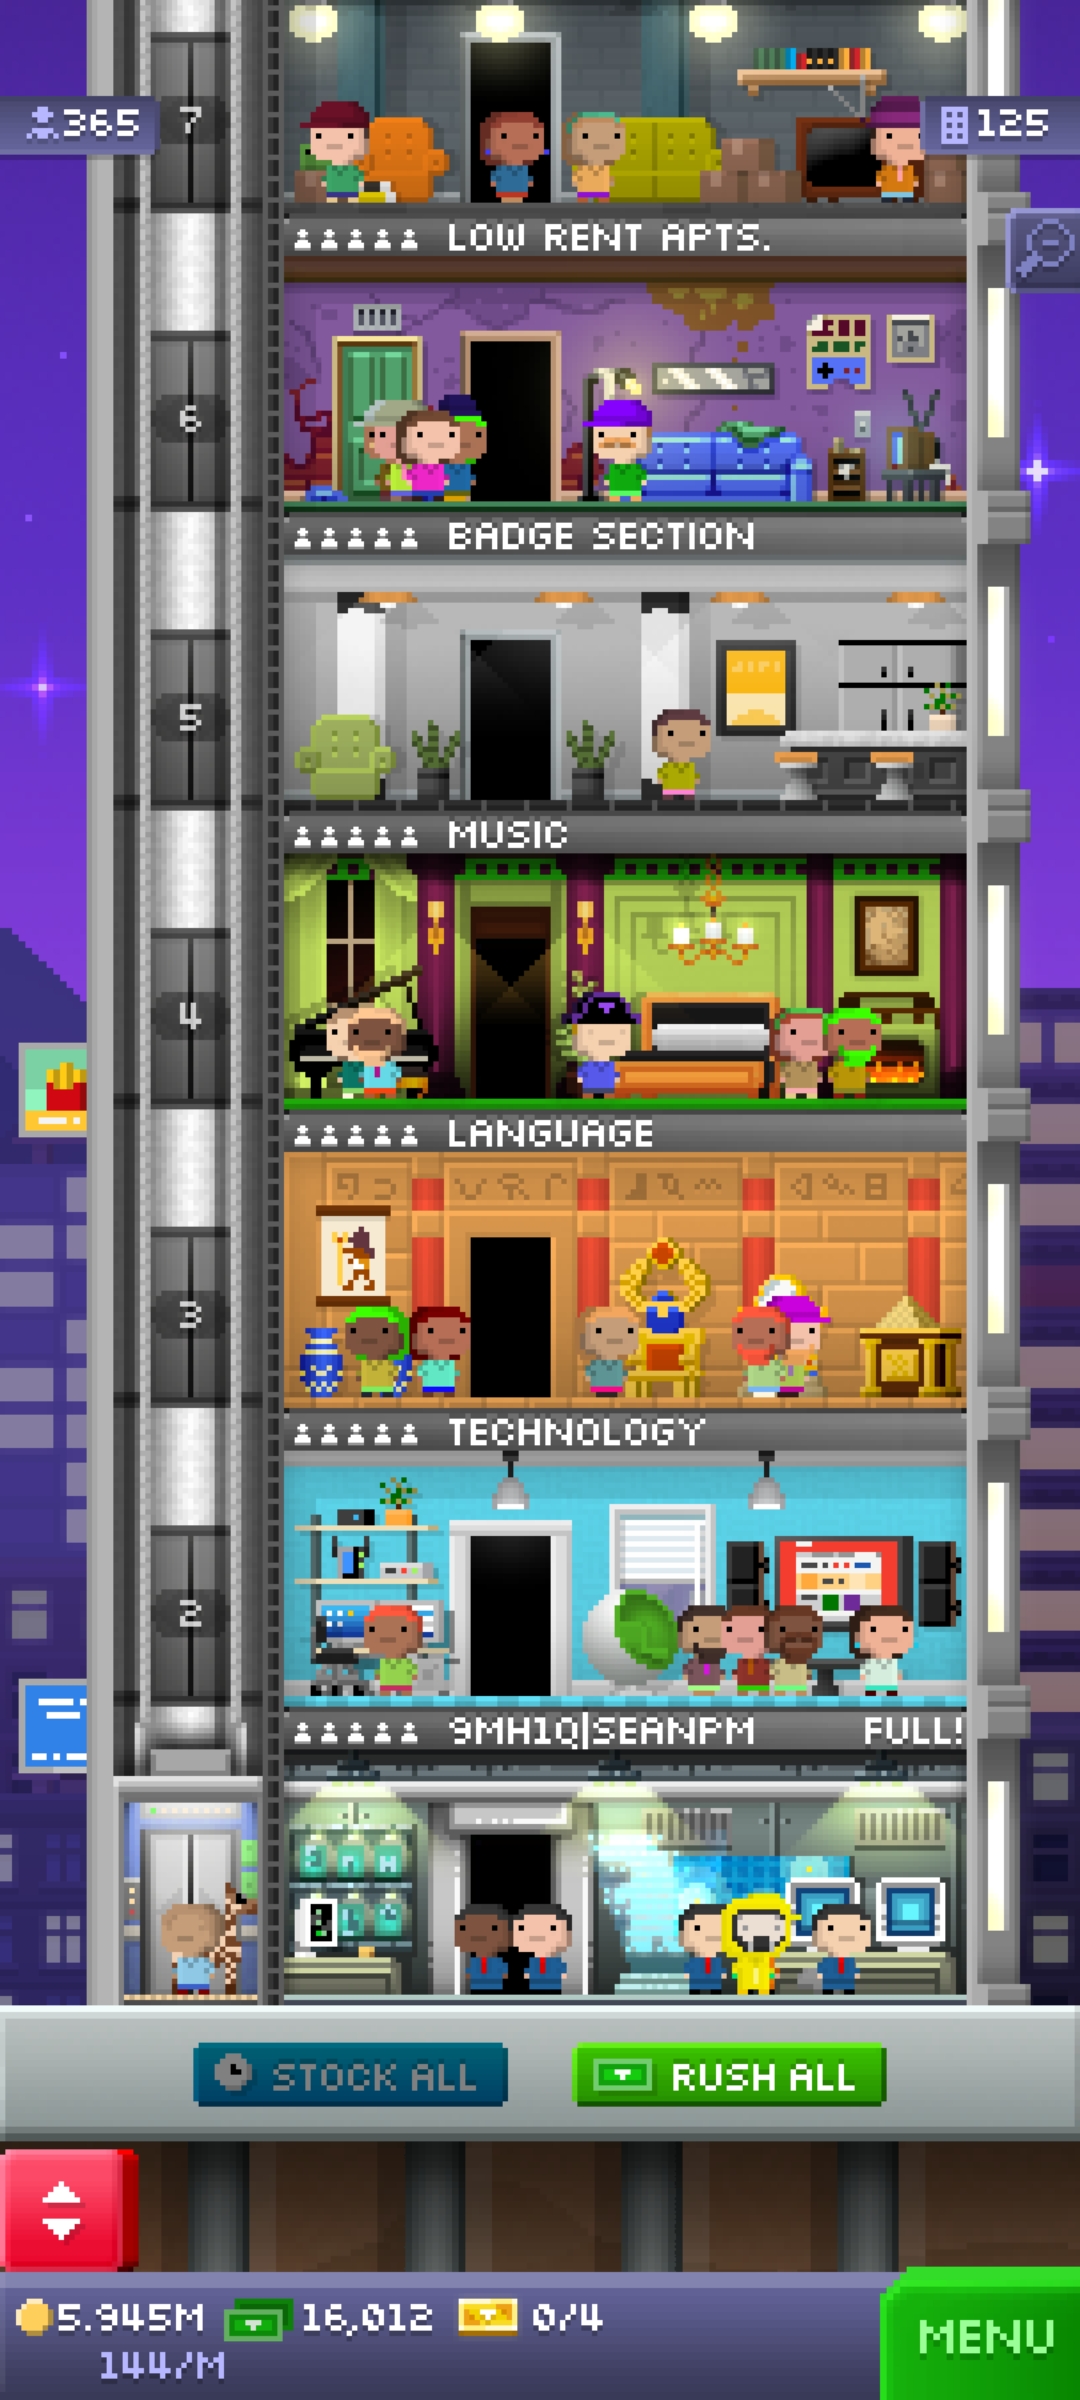 7
365
125
LOW RENT APTS.
6
BADGE SECTION
5
MUSIC
4
LANGUAGE
3
TECHNOLOGY
2
9MH1Q|SEANPM FULL!
STOCK ALL
RUSH ALL
5.945M 16,012 0/4
144/M
MENU